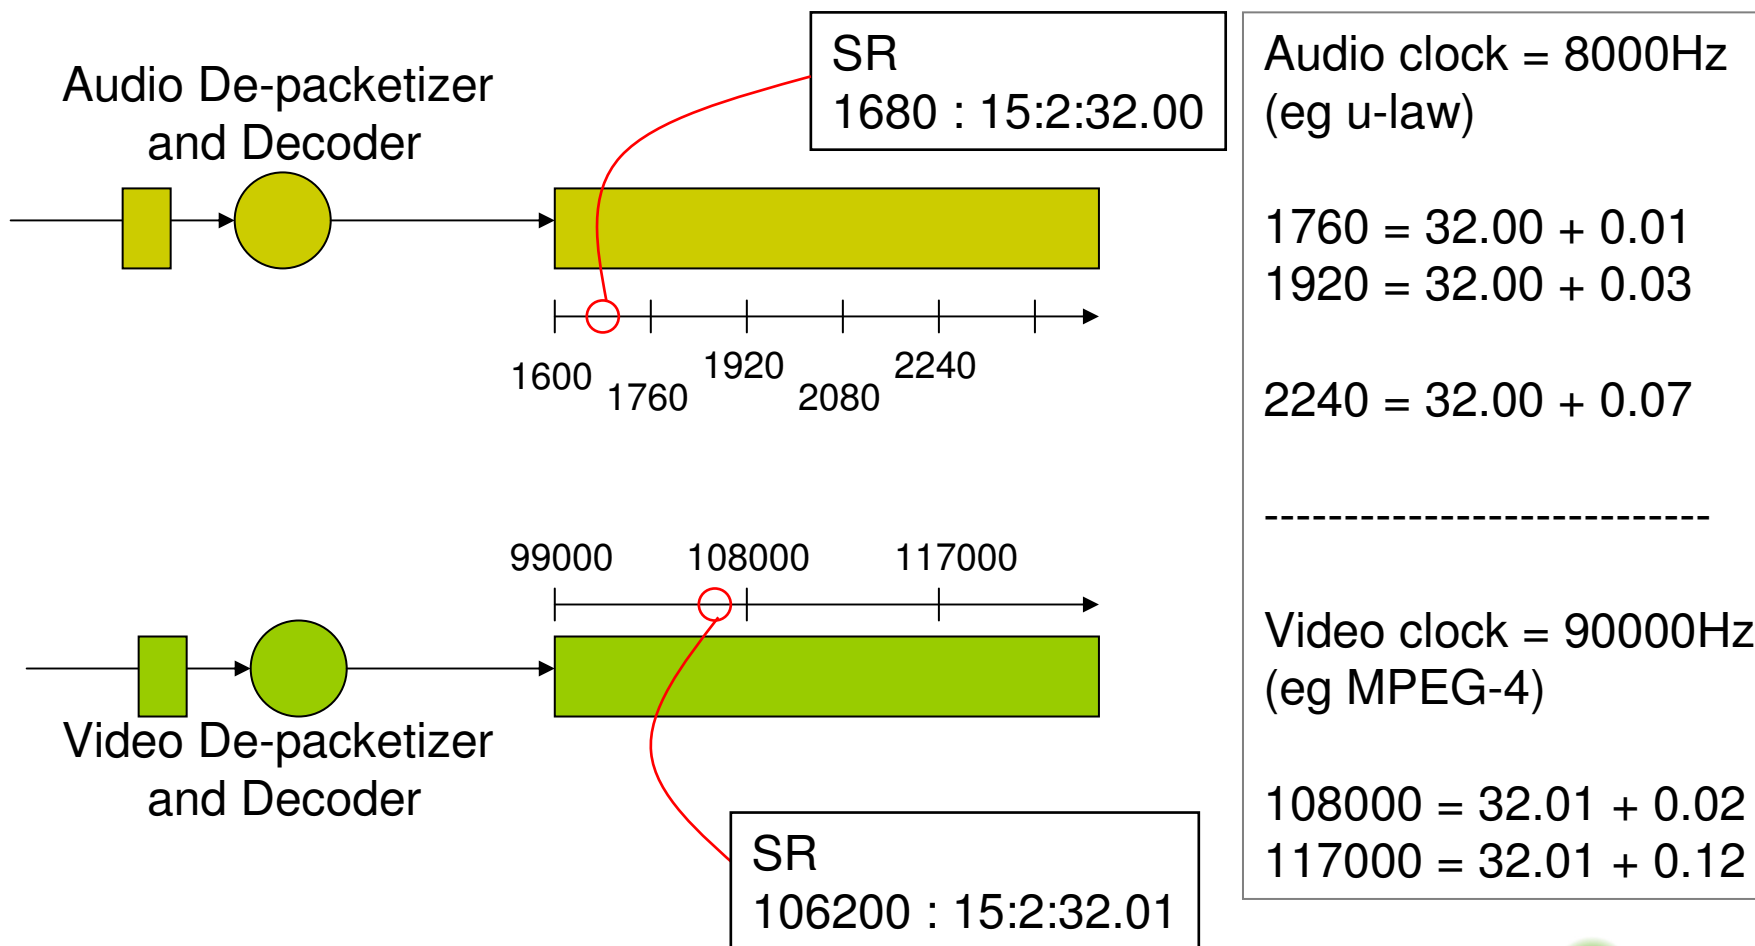 Audio De-packetizer
and Decoder
SR
1680 : 15:2:32.00
1600
1760
1920
2080
2240
99000
108000
117000
Video De-packetizer
and Decoder
SR
106200 : 15:2:32.01
Audio clock = 8000Hz
(eg u-law)
1760 = 32.00 + 0.01
1920 = 32.00 + 0.03
2240 = 32.00 + 0.07
----------------------------
Video clock = 90000Hz
(eg MPEG-4)
108000 = 32.01 + 0.02
117000 = 32.01 + 0.12